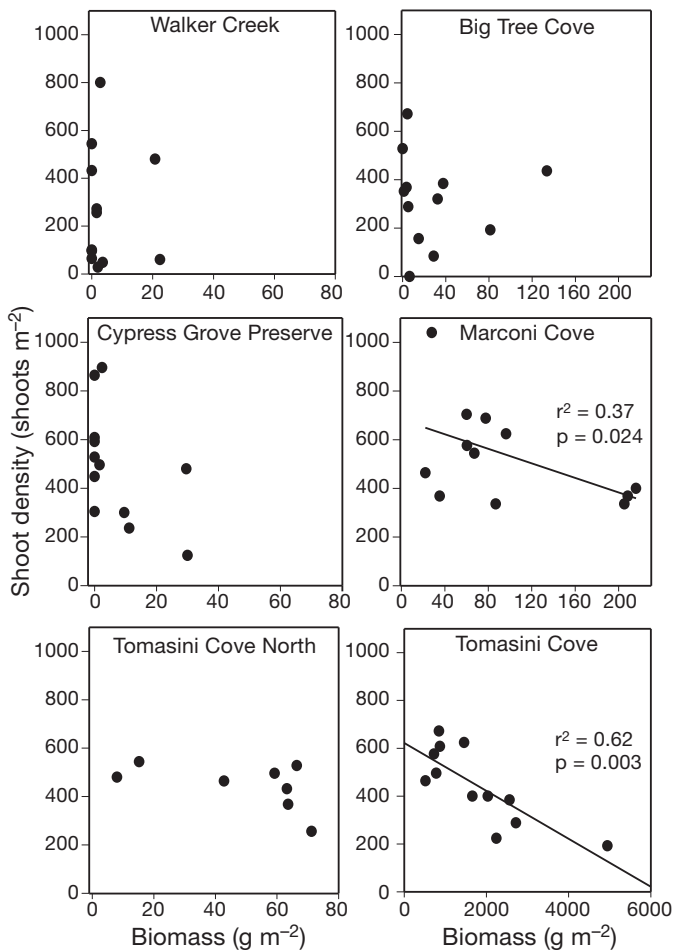 Walker Creek
1000
800
600
400
200
0
0 20 40 60 80
Big Tree Cove
1000
800
600
400
200
0
0 40 80 120 160 200
Shoot density (shoots m–2)
Cypress Grove Preserve
1000
800
600
400
200
0
0 20 40 60 80
Marconi Cove
r2 = 0.37
p = 0.024
1000
800
600
400
200
0
0 40 80 120 160 200
Tomasini Cove North
1000
800
600
400
200
0
0 20 40 60 80
Biomass (g m–2)
Tomasini Cove
r2 = 0.62
p = 0.003
1000
800
600
400
200
0
0 2000 4000 6000
Biomass (g m–2)